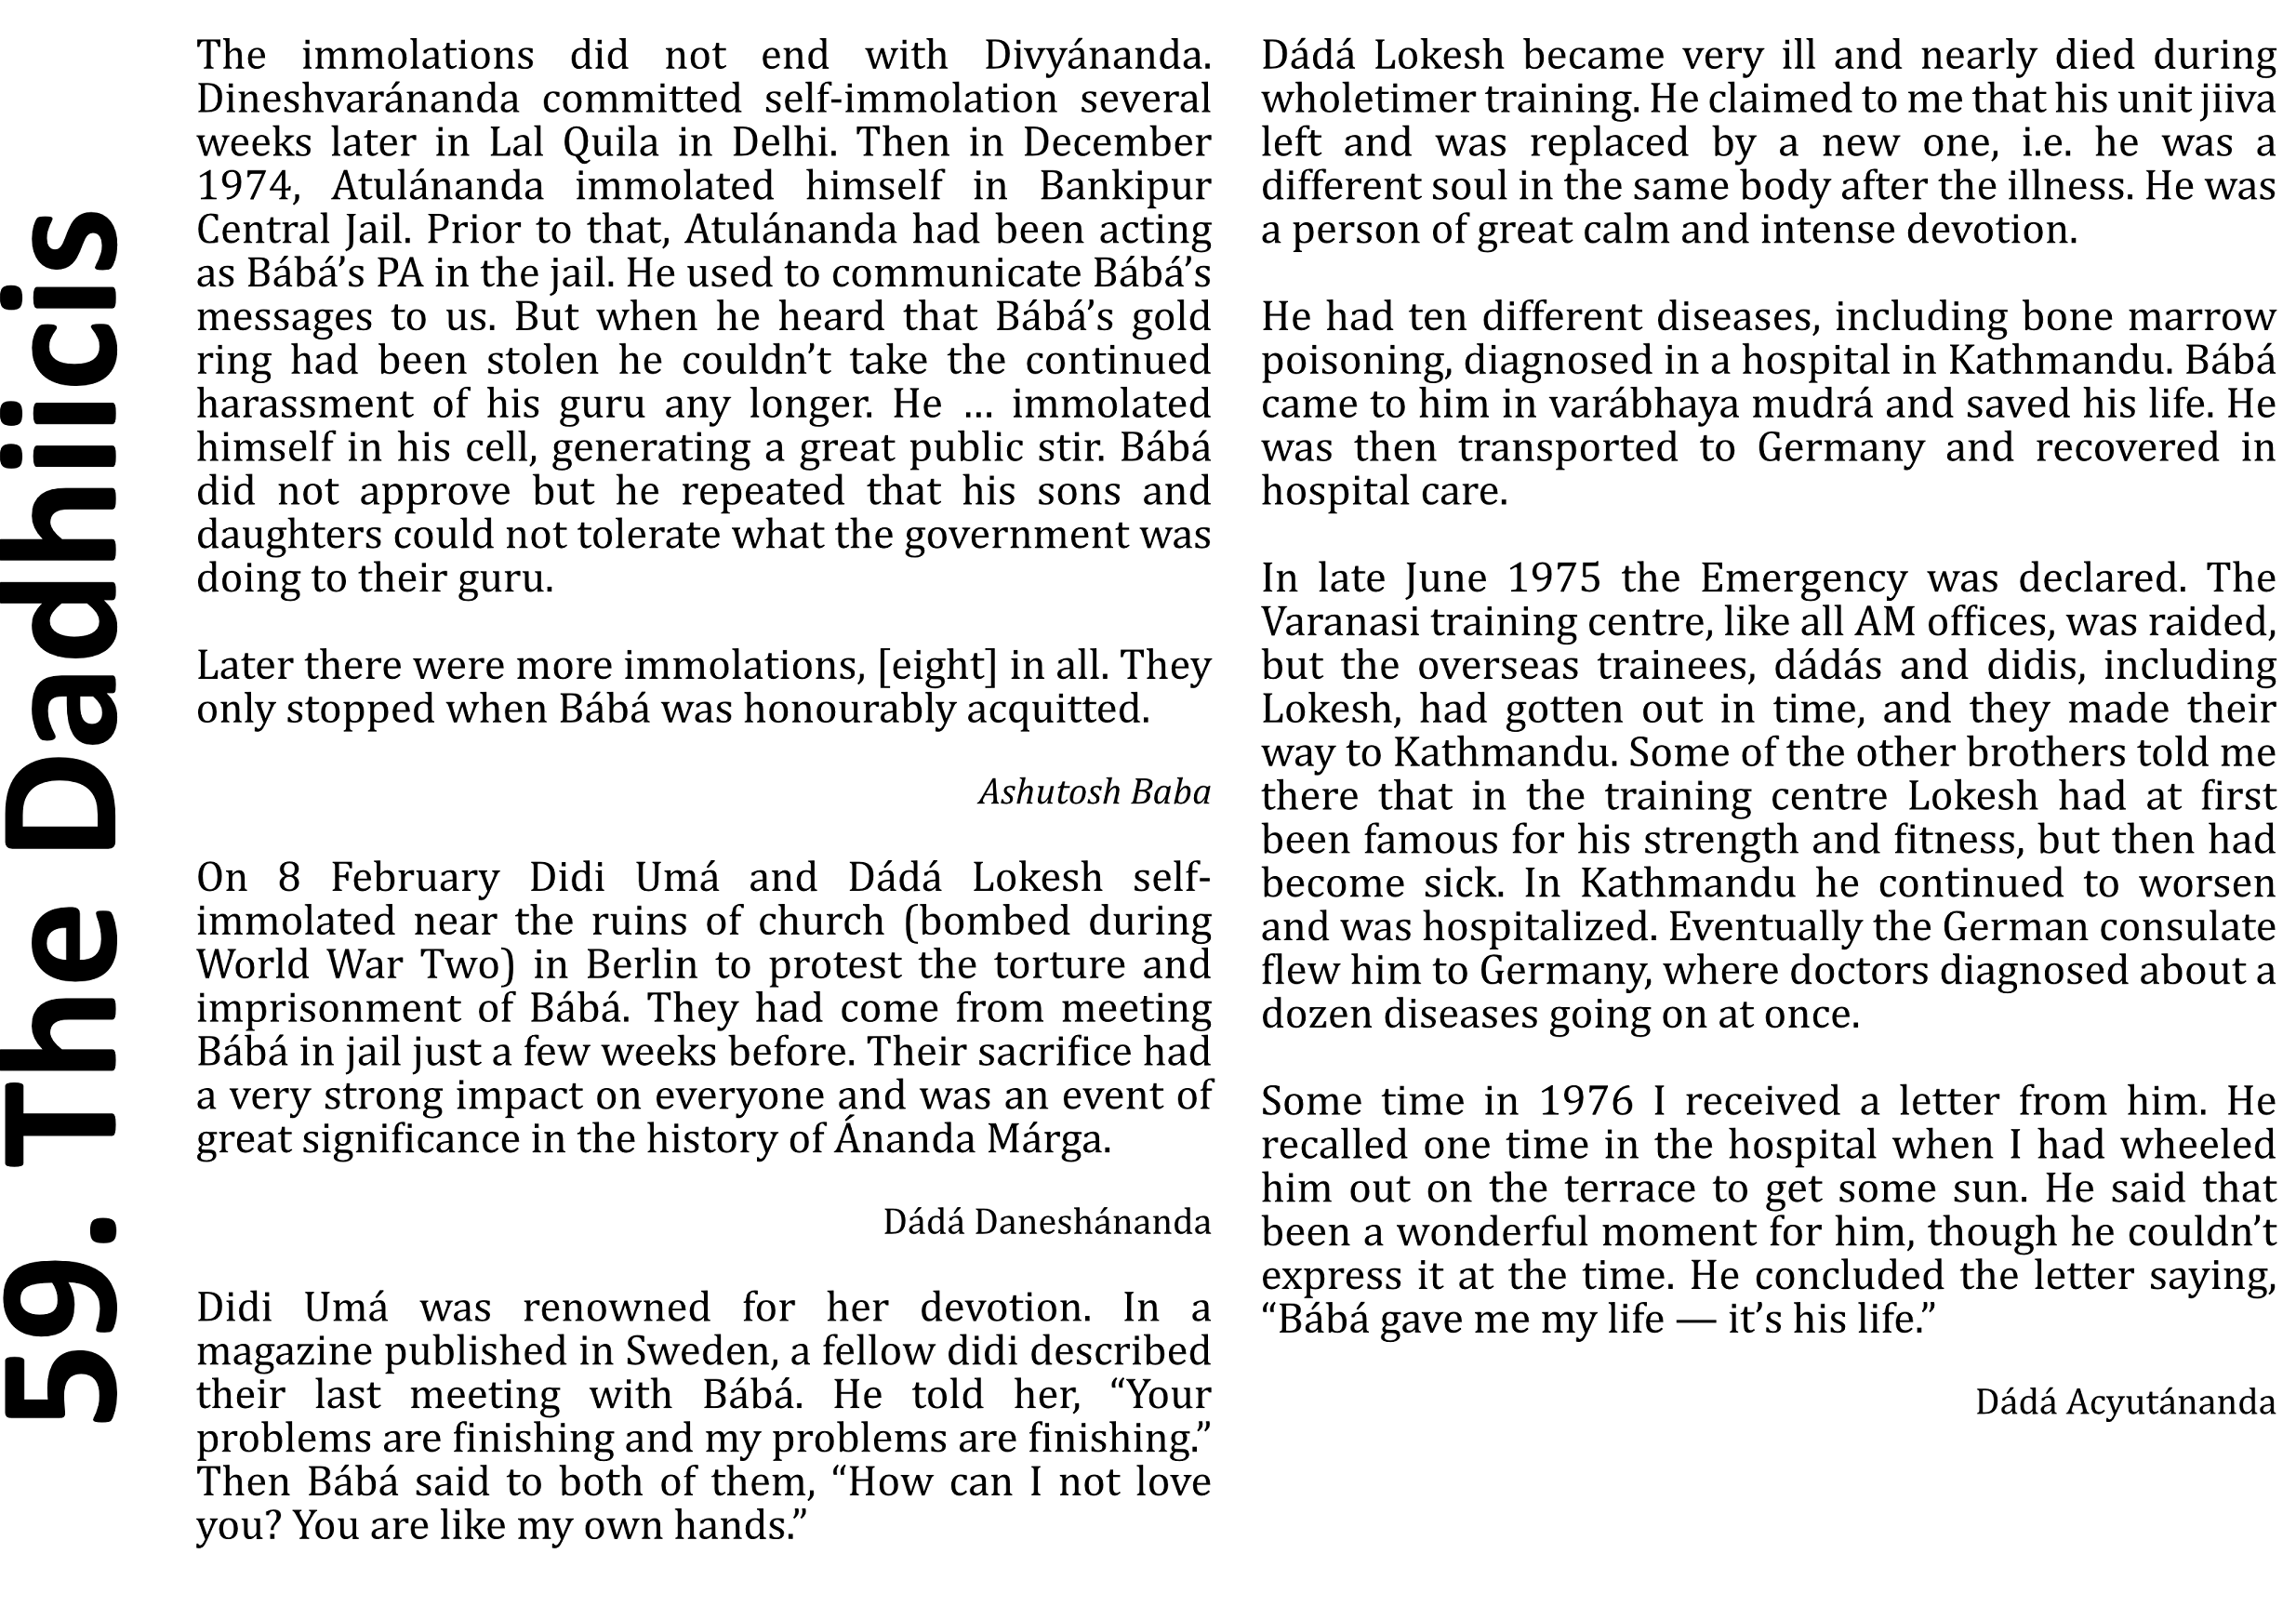 59. The Dadhiicis
The immolations did not end with Divyánanda.
Dineshvaránanda committed self-immolation several
weeks later in Lal Quila in Delhi. Then in December
1974, Atulánanda immolated himself in Bankipur
Central Jail. Prior to that, Atulánanda had been acting
as Bábá’s PA in the jail. He used to communicate Bábá’s
messages to us. But when he heard that Bábá’s gold
ring had been stolen he couldn’t take the continued
harassment of his guru any longer. He ... immolated
himself in his cell, generating a great public stir. Bábá
did not approve but he repeated that his sons and
daughters could not tolerate what the government was
doing to their guru.
Later there were more immolations, [eight] in all. They
only stopped when Bábá was honourably acquitted.
Ashutosh Baba
On 8 February Didi Umá and Dádá Lokesh self-
immolated near the ruins of church (bombed during
World War Two) in Berlin to protest the torture and
imprisonment of Bábá. They had come from meeting
Bábá in jail just a few weeks before. Their sacrifice had
a very strong impact on everyone and was an event of
great significance in the history of Ánanda Márga.
Dádá Daneshánanda
Didi Umá was renowned for her devotion. In a
magazine published in Sweden, a fellow didi described
their last meeting with Bábá. He told her, “Your
problems are finishing and my problems are finishing.”
Then Bábá said to both of them, “How can I not love
you? You are like my own hands.”
Dádá Lokesh became very ill and nearly died during
wholetimer training. He claimed to me that his unit jiiva
left and was replaced by a new one, i.e. he was a
different soul in the same body after the illness. He was
a person of great calm and intense devotion.
He had ten different diseases, including bone marrow
poisoning, diagnosed in a hospital in Kathmandu. Bábá
came to him in varábhaya mudrá and saved his life. He
was then transported to Germany and recovered in
hospital care.
In late June 1975 the Emergency was declared. The
Varanasi training centre, like all AM offices, was raided,
but the overseas trainees, dádás and didis, including
Lokesh, had gotten out in time, and they made their
way to Kathmandu. Some of the other brothers told me
there that in the training centre Lokesh had at first
been famous for his strength and fitness, but then had
become sick. In Kathmandu he continued to worsen
and was hospitalized. Eventually the German consulate
flew him to Germany, where doctors diagnosed about a
dozen diseases going on at once.
Some time in 1976 I received a letter from him. He
recalled one time in the hospital when I had wheeled
him out on the terrace to get some sun. He said that
been a wonderful moment for him, though he couldn’t
express it at the time. He concluded the letter saying,
“Bábá gave me my life — it’s his life.”
Dádá Acyutánanda